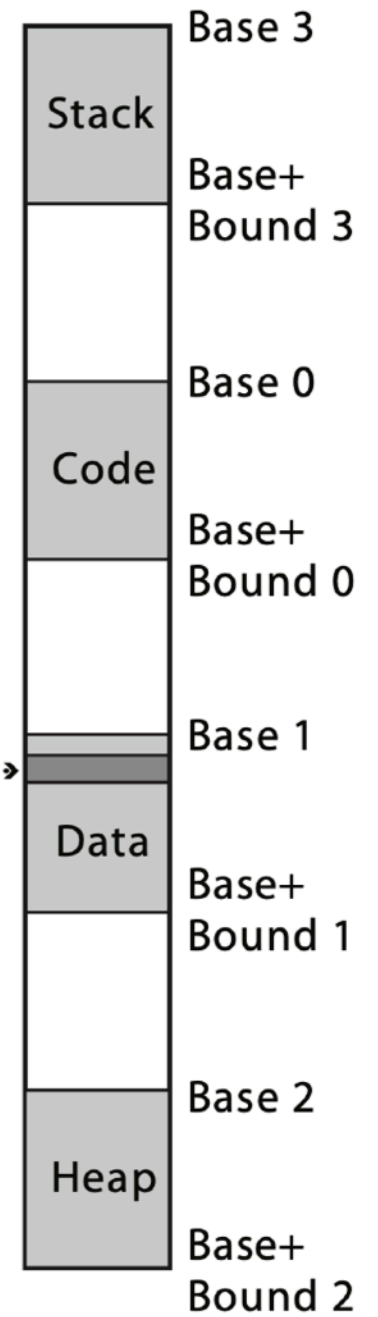 Base 3
Stack
Base+
Bound 3
Base 0
Code
Base+
Bound 0
Base 1
Data
Base+
Bound 1
Base 2
Heap
Base+
Bound 2